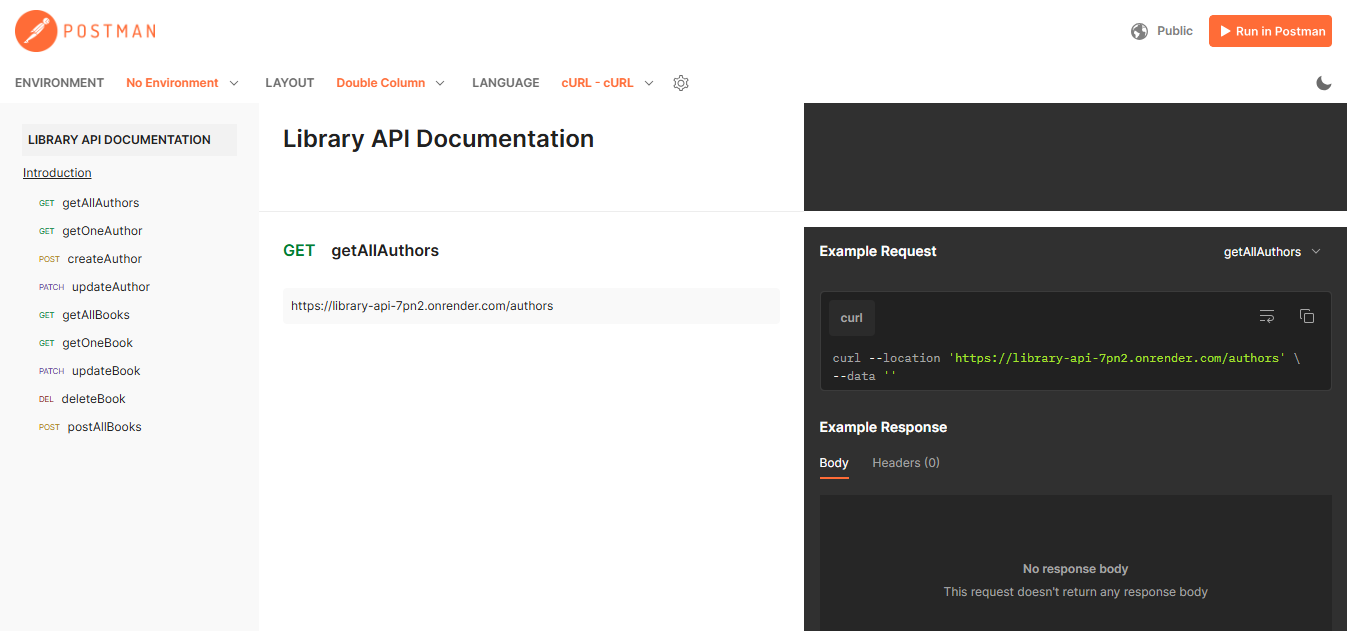 POSTMAN
Public
Run in Postman
ENVIRONMENT No Environment LAYOUT Double Column LANGUAGE cURL - cURL
LIBRARY API DOCUMENTATION
Introduction
GET getAllAuthors
GET getOneAuthor
POST createAuthor
PATCH updateAuthor
GET getAllBooks
GET getOneBook
PATCH updateBook
DEL deleteBook
POST postAllBooks
Library API Documentation
GET getAllAuthors
https://library-api-7pn2.onrender.com/authors
Example Request
getAllAuthors
curl
curl --location 'https://library-api-7pn2.onrender.com/authors' \
--data ''
Example Response
Body Headers (0)
No response body
This request doesn't return any response body